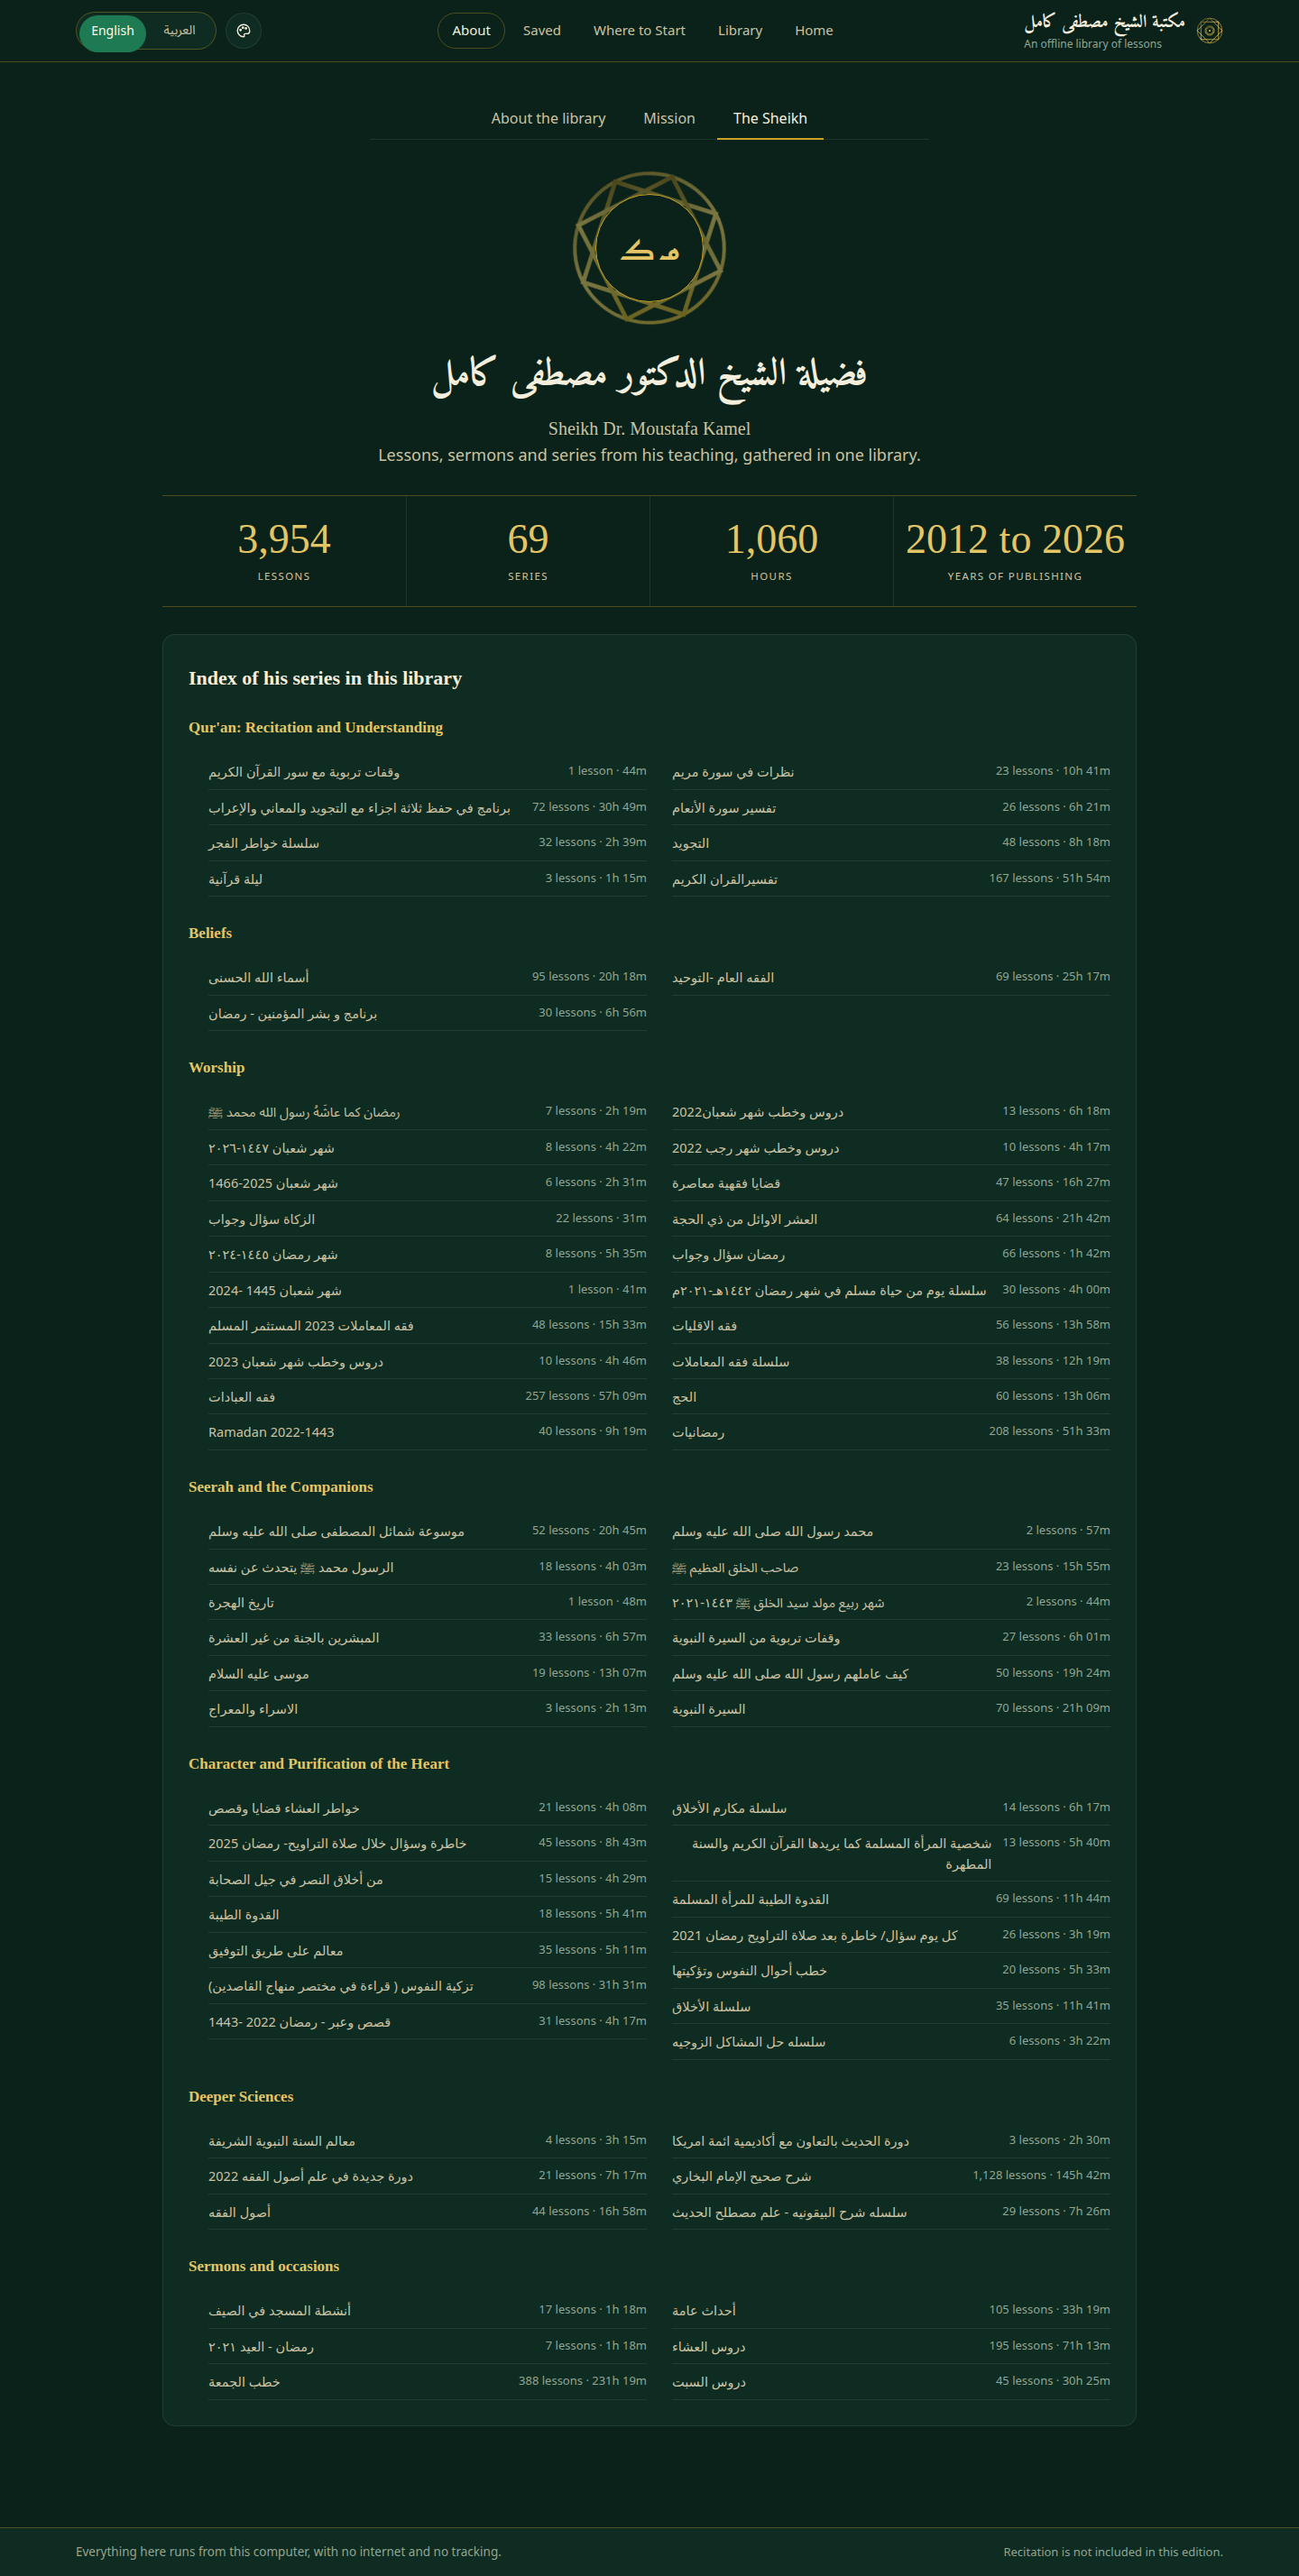 English
العربية
About
Saved
Where to Start
Library
Home
مكتبة الشيخ مصطفى كامل
An offline library of lessons
About the library
Mission
The Sheikh
م ك
فضيلة الشيخ الدكتور مصطفى كامل
Sheikh Dr. Moustafa Kamel
Lessons, sermons and series from his teaching, gathered in one library.
3,954
LESSONS
69
SERIES
1,060
HOURS
2012 to 2026
YEARS OF PUBLISHING
Index of his series in this library
Qur'an: Recitation and Understanding
وقفات تربوية مع سور القرآن الكريم
1 lesson · 44m
نظرات في سورة مريم
23 lessons · 10h 41m
برنامج في حفظ ثلاثة اجزاء مع التجويد والمعاني والإعراب
72 lessons · 30h 49m
تفسير سورة الأنعام
26 lessons · 6h 21m
سلسلة خواطر الفجر
32 lessons · 2h 39m
التجويد
48 lessons · 8h 18m
ليلة قرآنية
3 lessons · 1h 15m
تفسيرالقران الكريم
167 lessons · 51h 54m
Beliefs
أسماء الله الحسنى
95 lessons · 20h 18m
الفقه العام -التوحيد
69 lessons · 25h 17m
برنامج و بشر المؤمنين - رمضان
30 lessons · 6h 56m
Worship
رمضان كما عاشَهُ رسول الله محمد ﷺ
7 lessons · 2h 19m
دروس وخطب شهر شعبان2022
13 lessons · 6h 18m
شهر شعبان ١٤٤٧-٢٠٢٦
8 lessons · 4h 22m
دروس وخطب شهر رجب 2022
10 lessons · 4h 17m
شهر شعبان 2025-1466
6 lessons · 2h 31m
قضايا فقهية معاصرة
47 lessons · 16h 27m
الزكاة سؤال وجواب
22 lessons · 31m
العشر الاوائل من ذي الحجة
64 lessons · 21h 42m
شهر رمضان ١٤٤٥-٢٠٢٤
8 lessons · 5h 35m
رمضان سؤال وجواب
66 lessons · 1h 42m
شهر شعبان 1445 -2024
1 lesson · 41m
سلسلة يوم من حياة مسلم في شهر رمضان ١٤٤٢هـ-٢٠٢١م
30 lessons · 4h 00m
فقه المعاملات 2023 المستثمر المسلم
48 lessons · 15h 33m
فقه الاقليات
56 lessons · 13h 58m
دروس وخطب شهر شعبان 2023
10 lessons · 4h 46m
سلسلة فقه المعاملات
38 lessons · 12h 19m
فقه العبادات
257 lessons · 57h 09m
الحج
60 lessons · 13h 06m
Ramadan 2022-1443
40 lessons · 9h 19m
رمضانيات
208 lessons · 51h 33m
Seerah and the Companions
موسوعة شمائل المصطفى صلى الله عليه وسلم
52 lessons · 20h 45m
محمد رسول الله صلى الله عليه وسلم
2 lessons · 57m
الرسول محمد ﷺ يتحدث عن نفسه
18 lessons · 4h 03m
صاحب الخلق العظيم ﷺ
23 lessons · 15h 55m
تاريخ الهجرة
1 lesson · 48m
شهر ربيع مولد سيد الخلق ﷺ ١٤٤٣-٢٠٢١
2 lessons · 44m
المبشرين بالجنة من غير العشرة
33 lessons · 6h 57m
وقفات تربوية من السيرة النبوية
27 lessons · 6h 01m
موسى عليه السلام
19 lessons · 13h 07m
كيف عاملهم رسول الله صلى الله عليه وسلم
50 lessons · 19h 24m
الاسراء والمعراج
3 lessons · 2h 13m
السيرة النبوية
70 lessons · 21h 09m
Character and Purification of the Heart
خواطر العشاء قضايا وقصص
21 lessons · 4h 08m
سلسلة مكارم الأخلاق
14 lessons · 6h 17m
خاطرة وسؤال خلال صلاة التراويح- رمضان 2025
45 lessons · 8h 43m
شخصية المرأة المسلمة كما يريدها القرآن الكريم والسنة
المطهرة
13 lessons · 5h 40m
من أخلاق النصر في جيل الصحابة
15 lessons · 4h 29m
القدوة الطيبة للمرأة المسلمة
69 lessons · 11h 44m
القدوة الطيبة
18 lessons · 5h 41m
كل يوم سؤال/ خاطرة بعد صلاة التراويح رمضان 2021
26 lessons · 3h 19m
معالم على طريق التوفيق
35 lessons · 5h 11m
خطب أحوال النفوس وتؤكيتها
20 lessons · 5h 33m
تزكية النفوس ( قراءة في مختصر منهاج القاصدين)
98 lessons · 31h 31m
سلسلة الأخلاق
35 lessons · 11h 41m
قصص وعبر - رمضان 2022 -1443
31 lessons · 4h 17m
سلسله حل المشاكل الزوجيه
6 lessons · 3h 22m
Deeper Sciences
معالم السنة النبوية الشريفة
4 lessons · 3h 15m
دورة الحديث بالتعاون مع أكاديمية ائمة امريكا
3 lessons · 2h 30m
دورة جديدة في علم أصول الفقه 2022
21 lessons · 7h 17m
شرح صحيح الإمام البخاري
1,128 lessons · 145h 42m
أصول الفقه
44 lessons · 16h 58m
سلسله شرح البيقونيه - علم مصطلح الحديث
29 lessons · 7h 26m
Sermons and occasions
أنشطة المسجد في الصيف
17 lessons · 1h 18m
أحداث عامة
105 lessons · 33h 19m
رمضان - العيد ٢٠٢١
7 lessons · 1h 18m
دروس العشاء
195 lessons · 71h 13m
خطب الجمعة
388 lessons · 231h 19m
دروس السبت
45 lessons · 30h 25m
Everything here runs from this computer, with no internet and no tracking.
Recitation is not included in this edition.